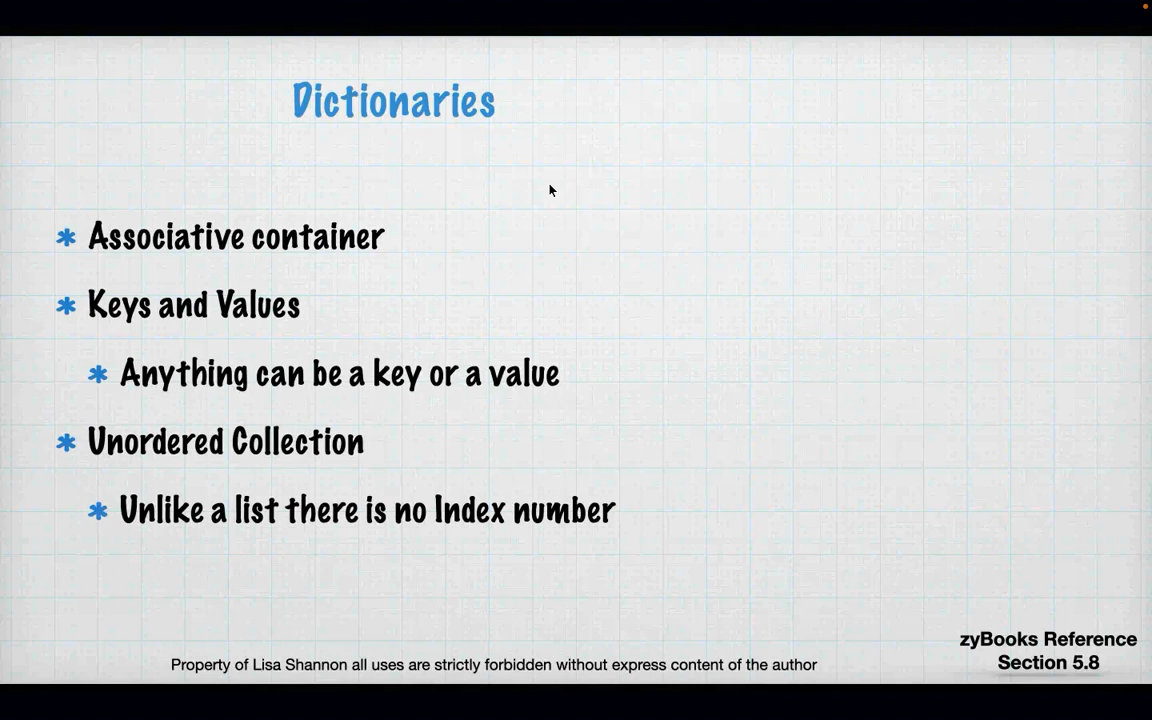 Dictionaries
* Associative container
* Keys and Values
* Anything can be a key or a value
* Unordered Collection
* Unlike a list there is no Index number
zyBooks Reference
Section 5.8
Property of Lisa Shannon all uses are strictly forbidden without express content of the author